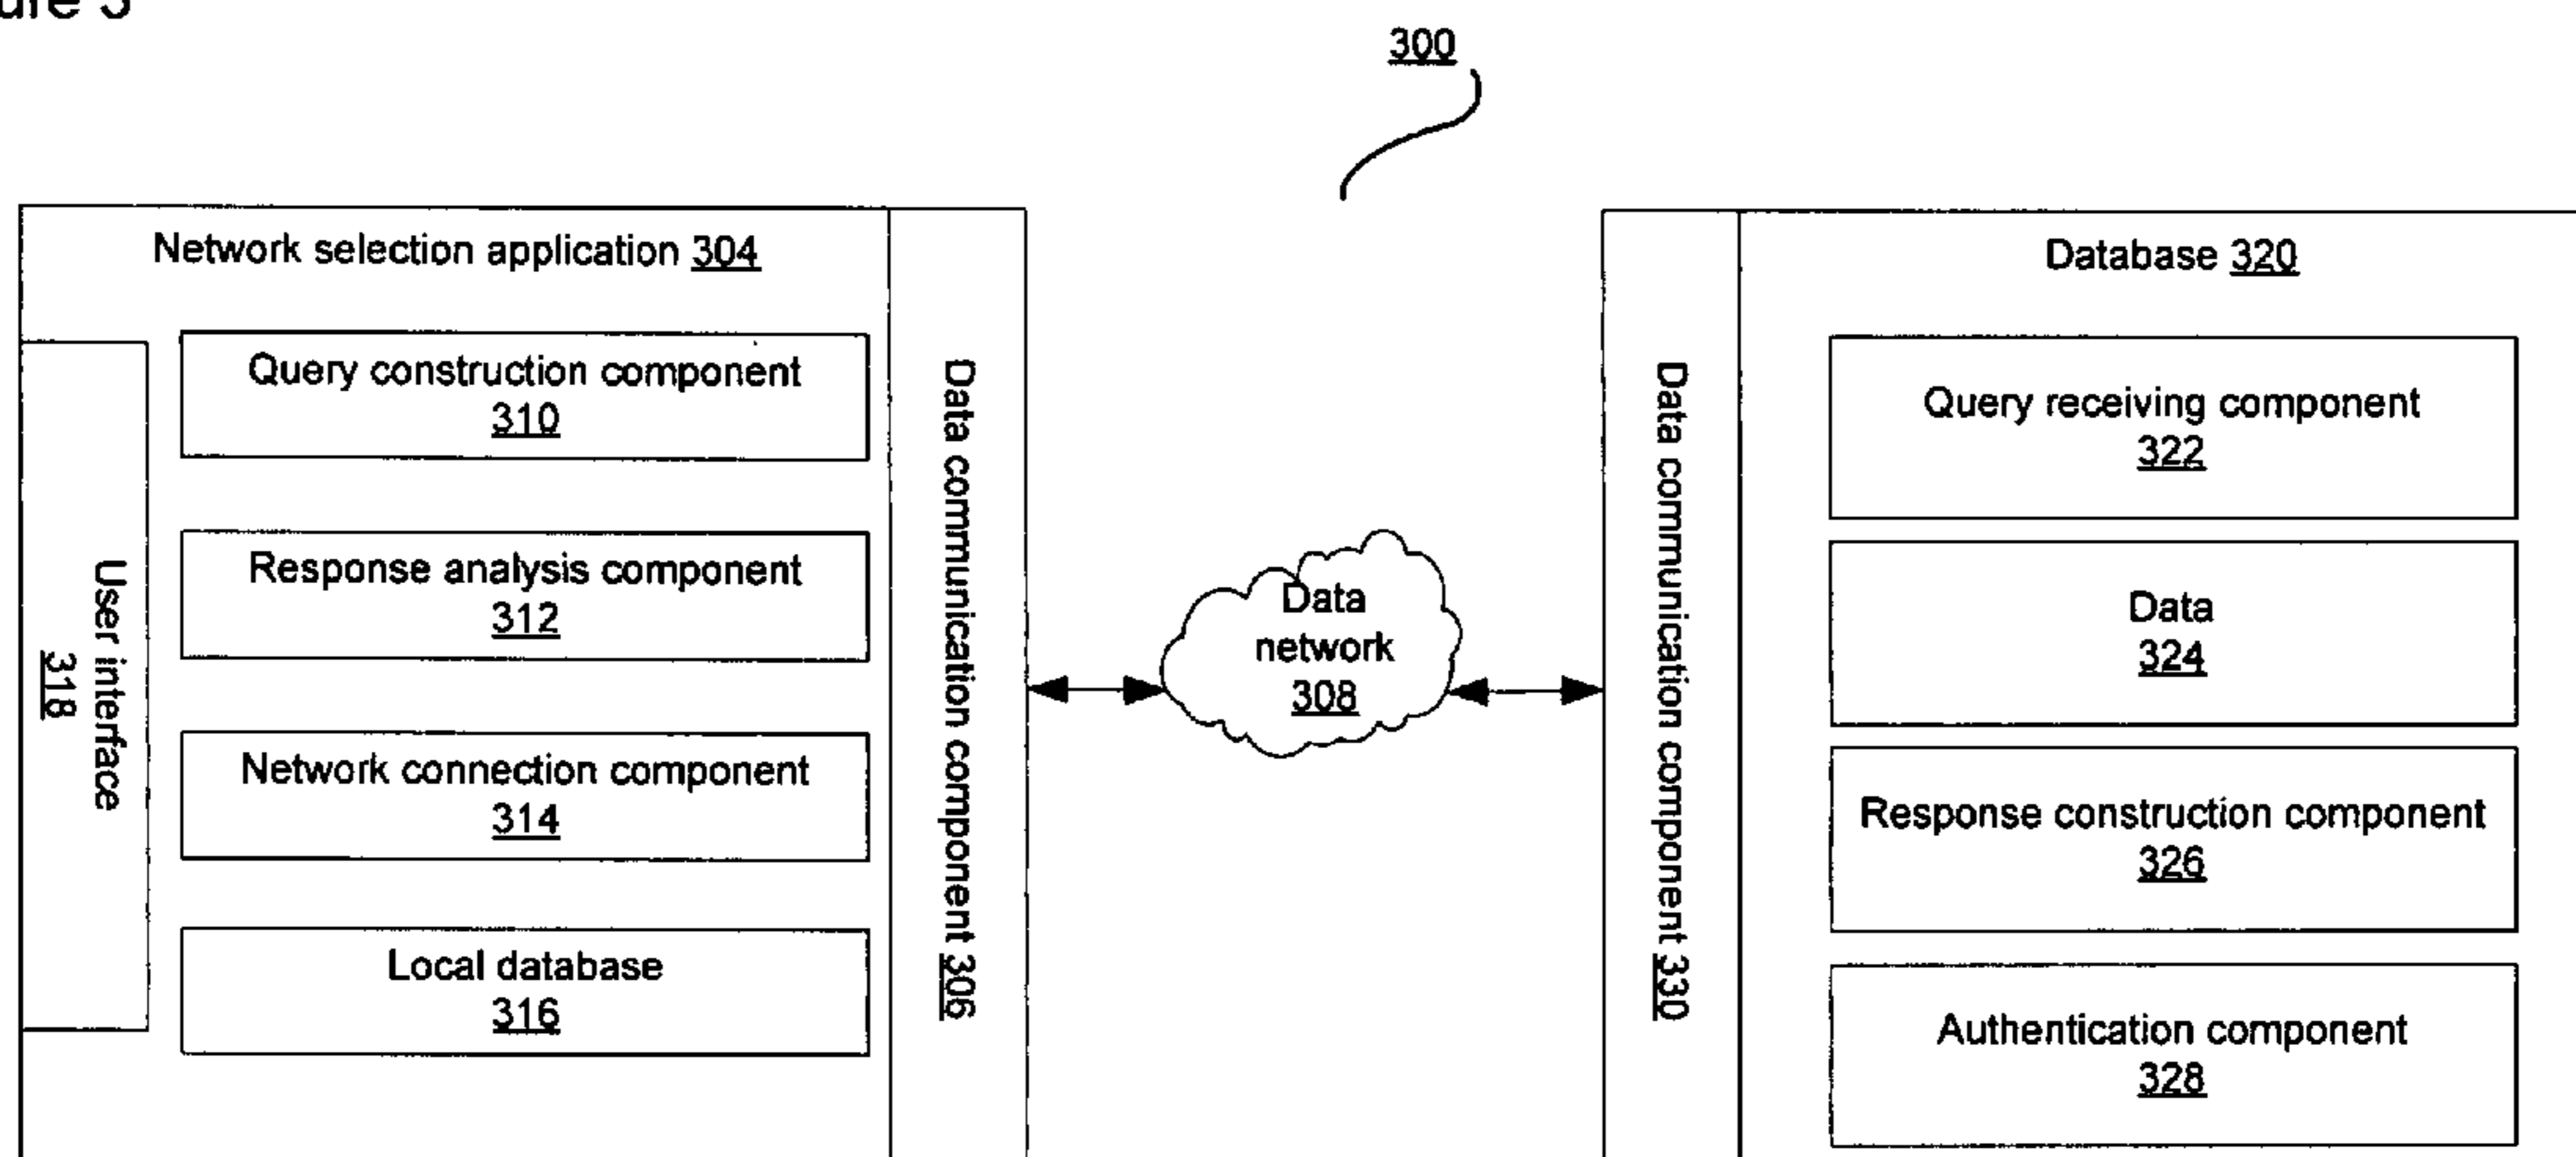 300
Network selection application 304
Query construction component
310
Response analysis component
312
Network connection component
314
Local database
316
User interface
318
Data communication component 306
Data
network
308
Data communication component 330
Database 320
Query receiving component
322
Data
324
Response construction component
326
Authentication component
328